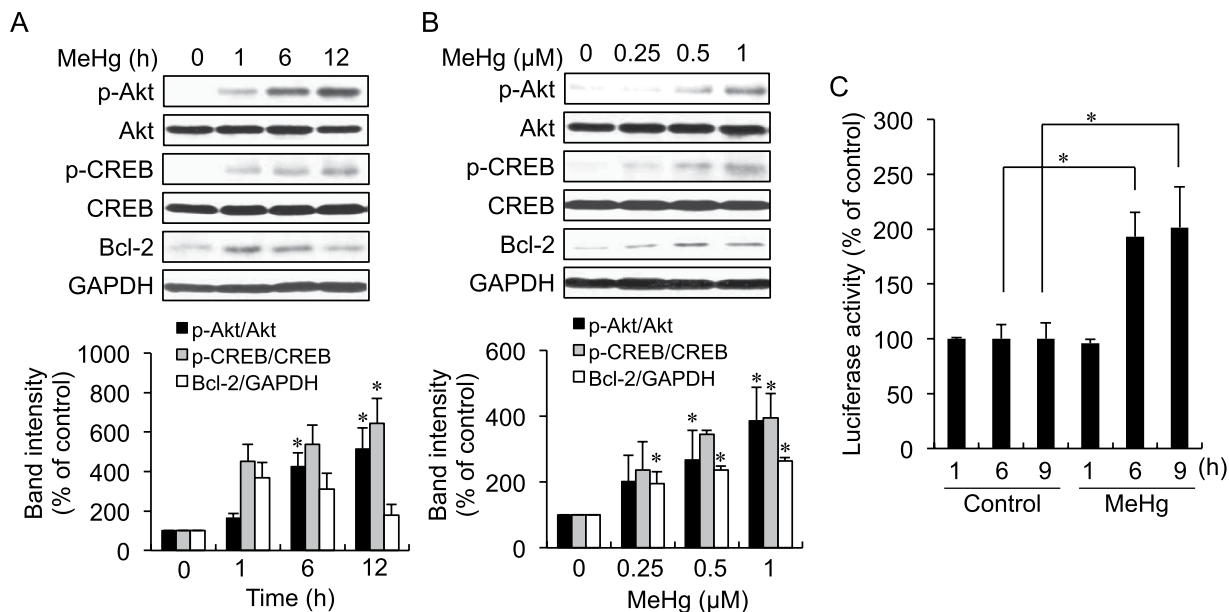 A
MeHg (h) 0 1 6 12
p-Akt
Akt
p-CREB
CREB
Bcl-2
GAPDH
p-Akt/Akt
p-CREB/CREB
Bcl-2/GAPDH
Band intensity
(% of control)
1000
800
600
400
200
0
* * *
0 1 6 12
Time (h)
B
MeHg (µM) 0 0.25 0.5 1
p-Akt
Akt
p-CREB
CREB
Bcl-2
GAPDH
p-Akt/Akt
p-CREB/CREB
Bcl-2/GAPDH
Band intensity
(% of control)
600
400
200
0
* * * * * *
0 0.25 0.5 1
MeHg (µM)
C
Luciferase activity (% of control)
300
250
200
150
100
50
0
*
*
1 6 9 1 6 9 (h)
Control MeHg